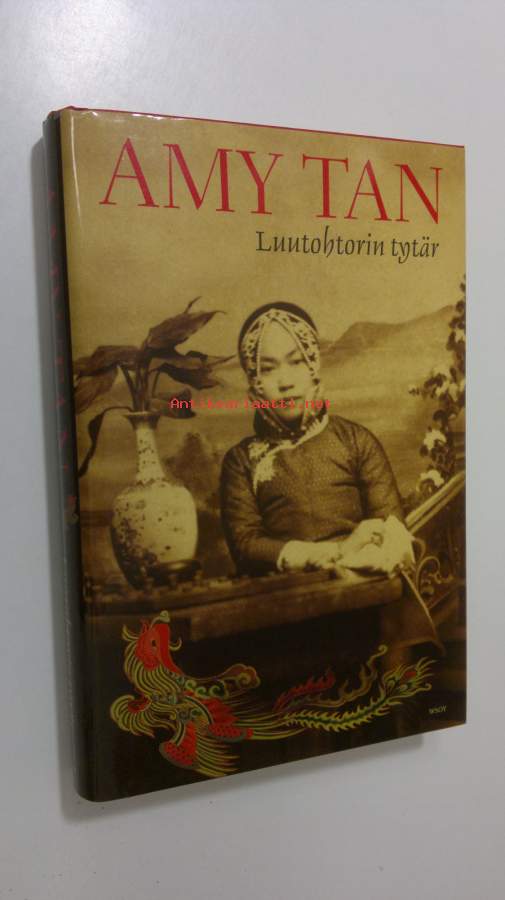 AMY TAN
Luutohtorin tytär
Antikvariaatti.net
WSOY